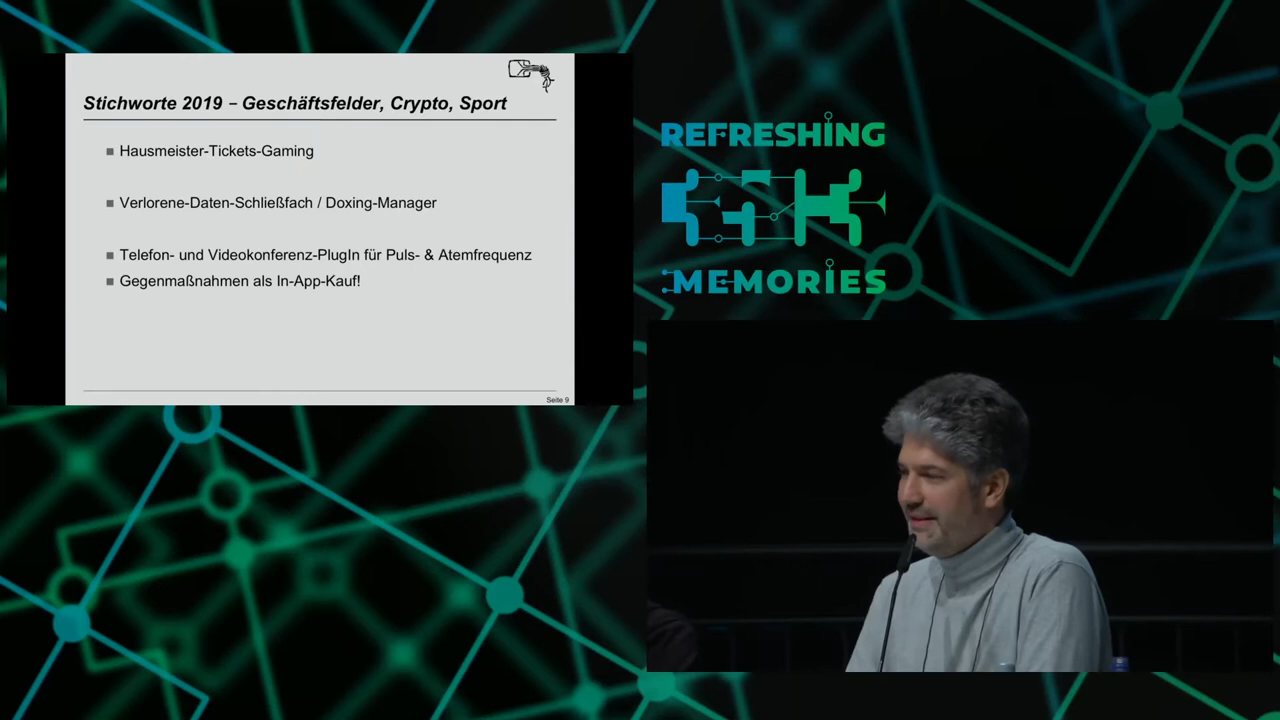 Stichworte 2019 – Geschäftsfelder, Crypto, Sport
Hausmeister-Tickets-Gaming
Verlorene-Daten-Schließfach / Doxing-Manager
Telefon- und Videokonferenz-PlugIn für Puls- & Atemfrequenz
Gegenmaßnahmen als In-App-Kauf!
Seite 9
REFRESHING
MEMORIES